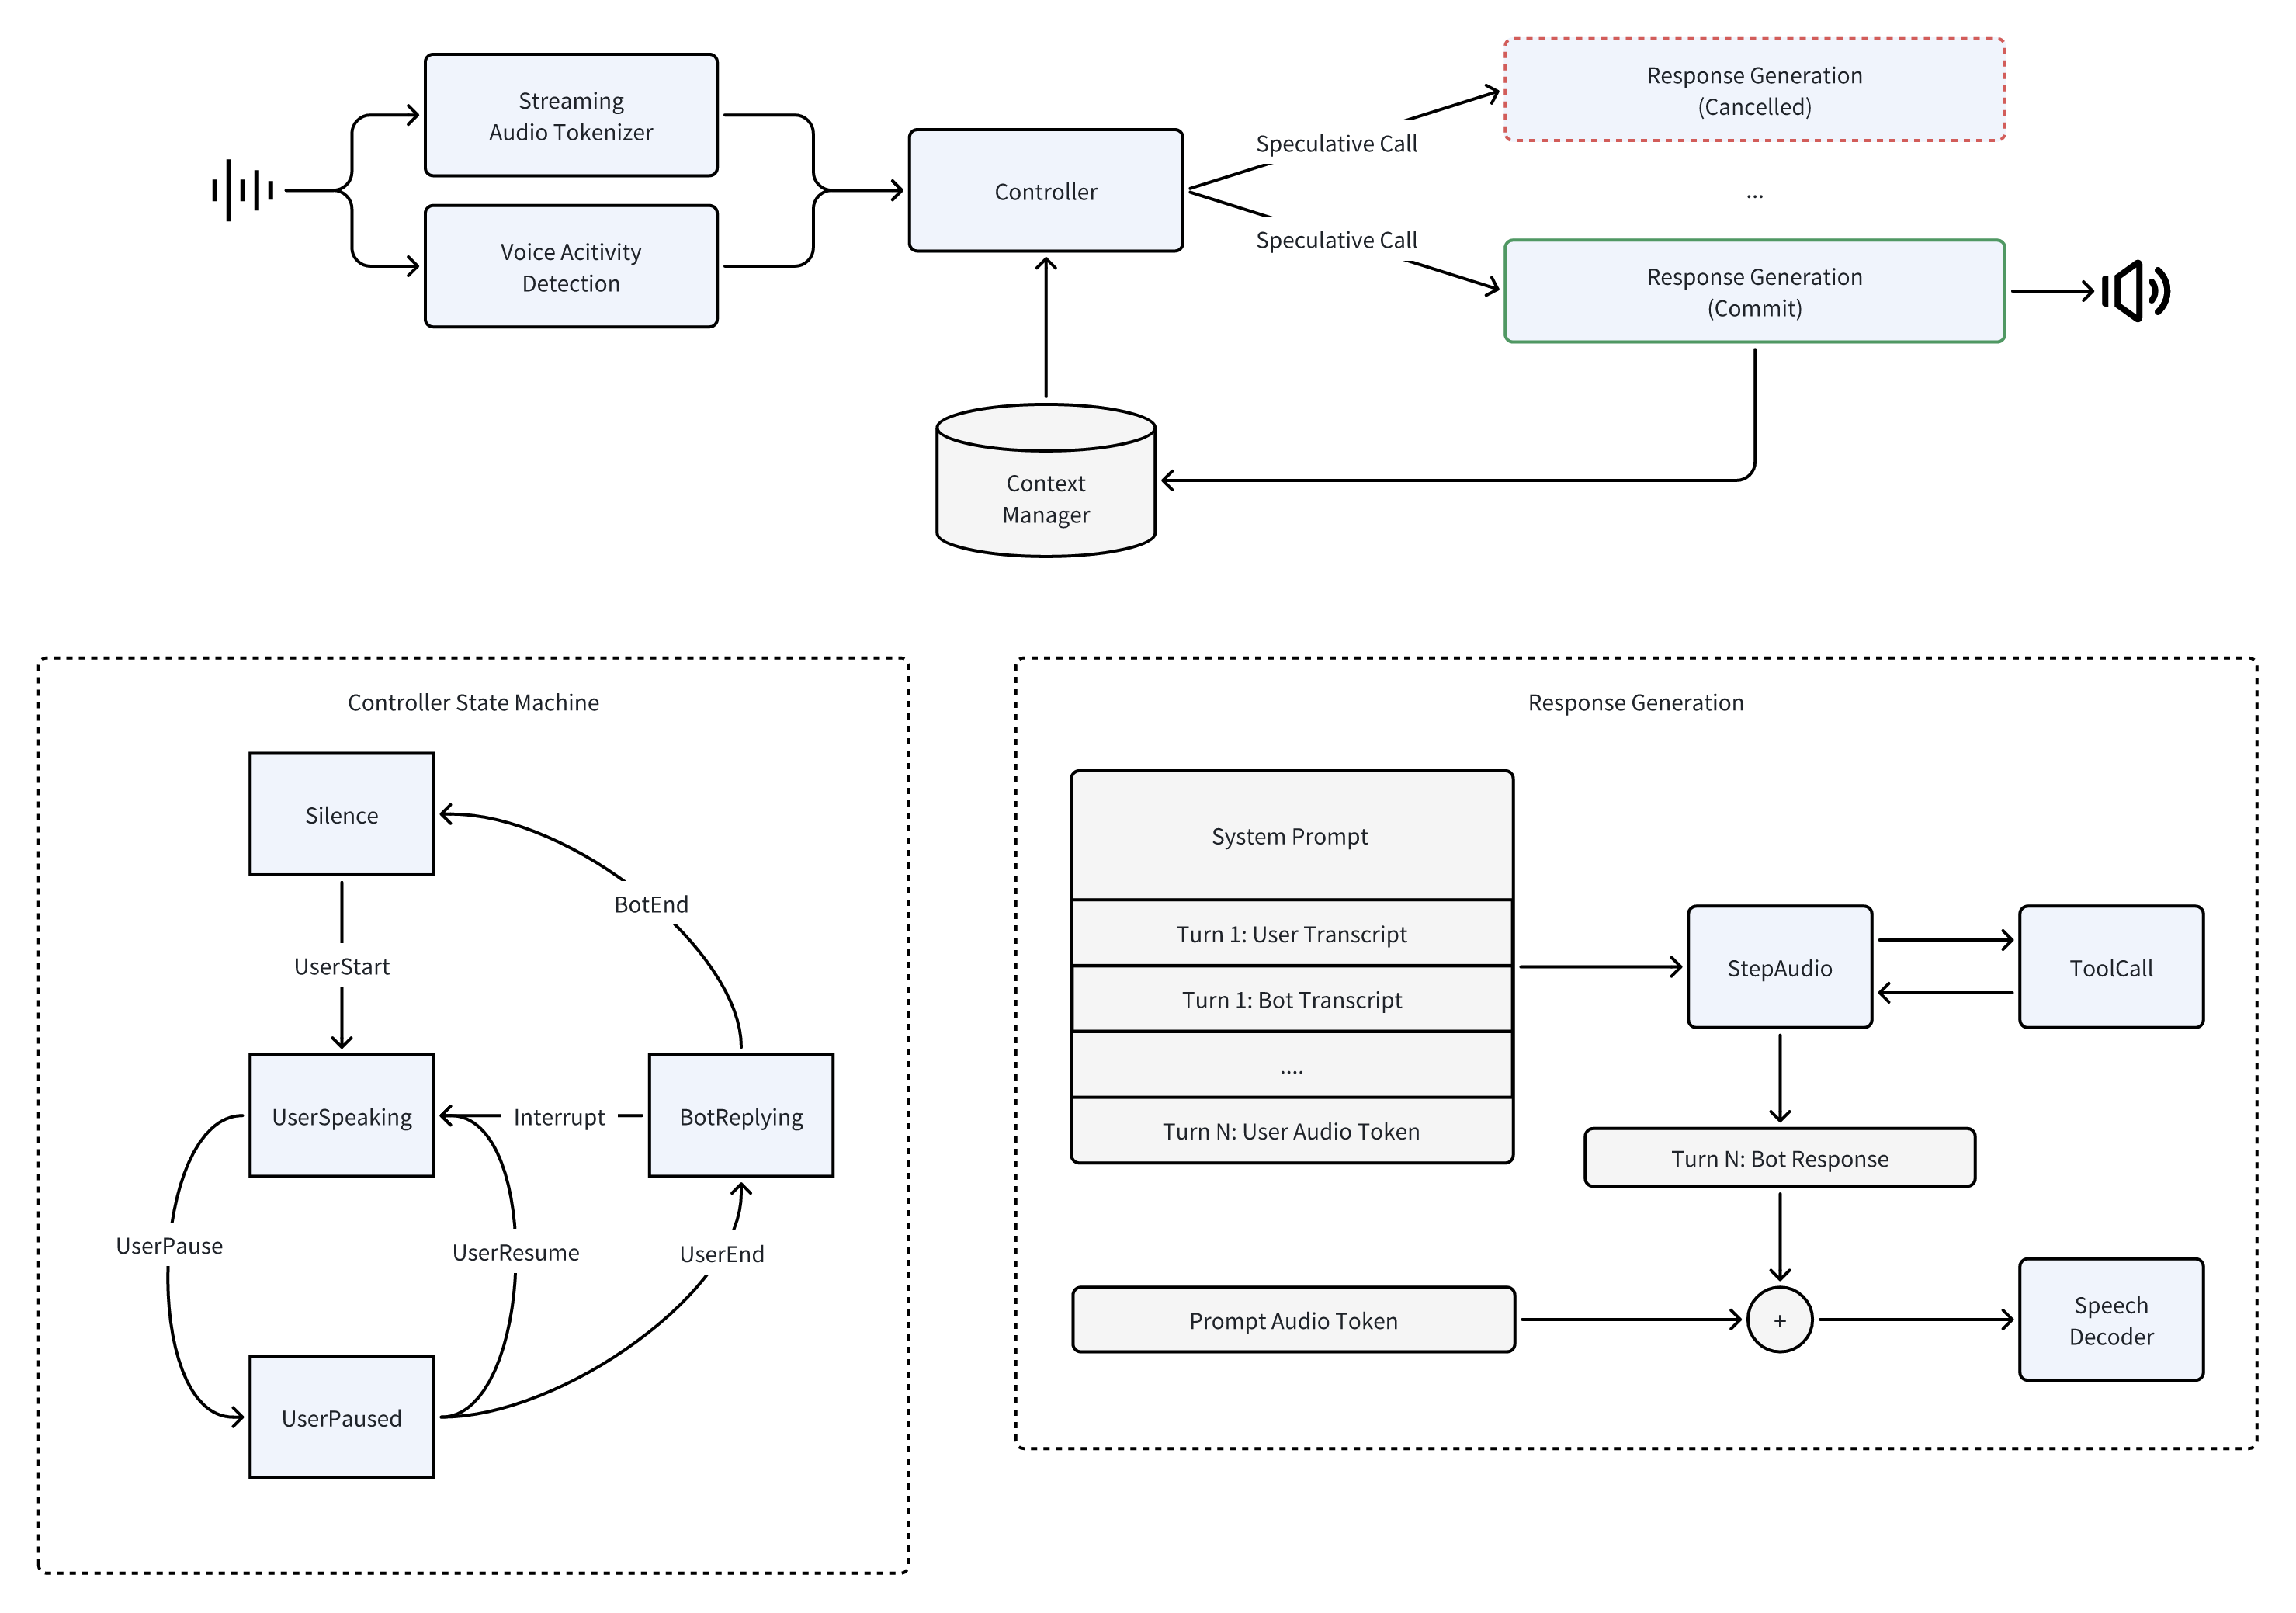 Streaming
Audio Tokenizer
Voice Acitivity
Detection
Controller
Speculative Call
Speculative Call
Response Generation
(Cancelled)
...
Response Generation
(Commit)
Context
Manager
Controller State Machine
Silence
BotEnd
UserStart
UserSpeaking
Interrupt
BotReplying
UserPause
UserResume
UserEnd
UserPaused
Response Generation
System Prompt
Turn 1: User Transcript
Turn 1: Bot Transcript
....
Turn N: User Audio Token
StepAudio
ToolCall
Turn N: Bot Response
Prompt Audio Token
+
Speech
Decoder